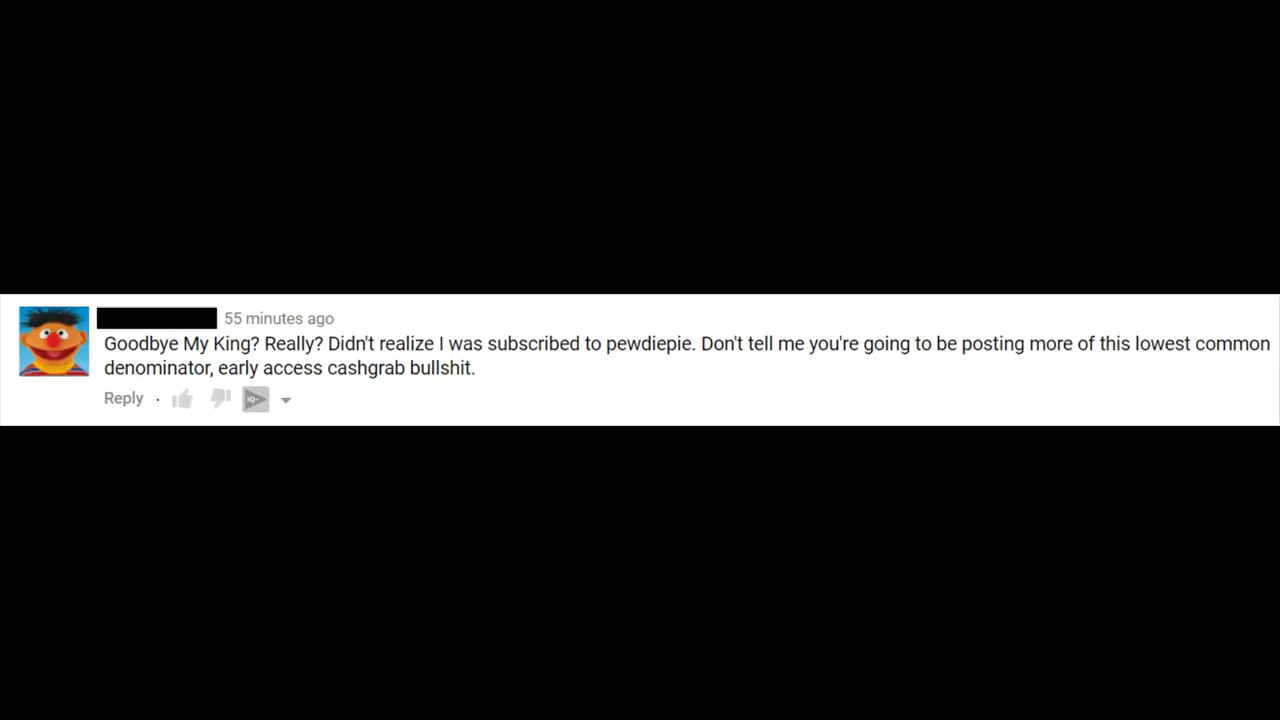 55 minutes ago
Goodbye My King? Really? Didn't realize I was subscribed to pewdiepie. Don't tell me you're going to be posting more of this lowest common
denominator, early access cashgrab bullshit.
Reply ·